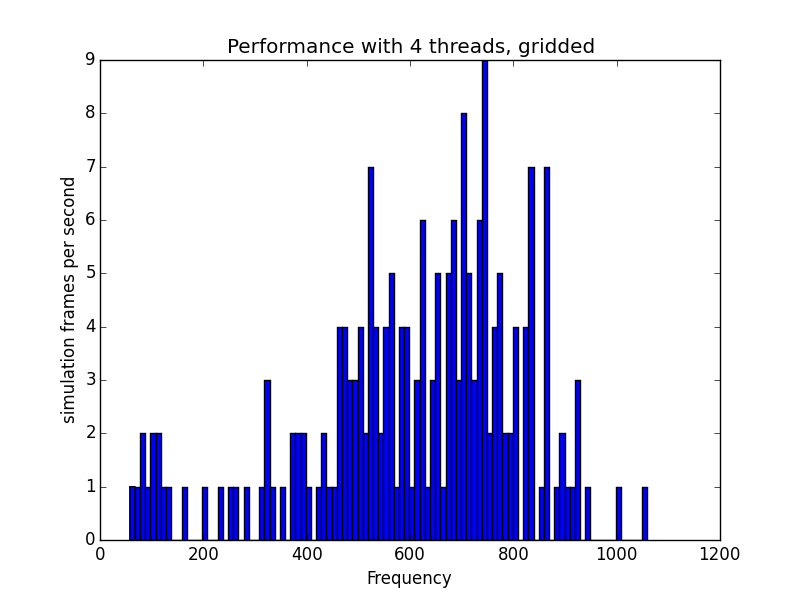 Performance with 4 threads, gridded
9
8
7
6
5
4
3
2
1
0
simulation frames per second
0 200 400 600 800 1000 1200
Frequency